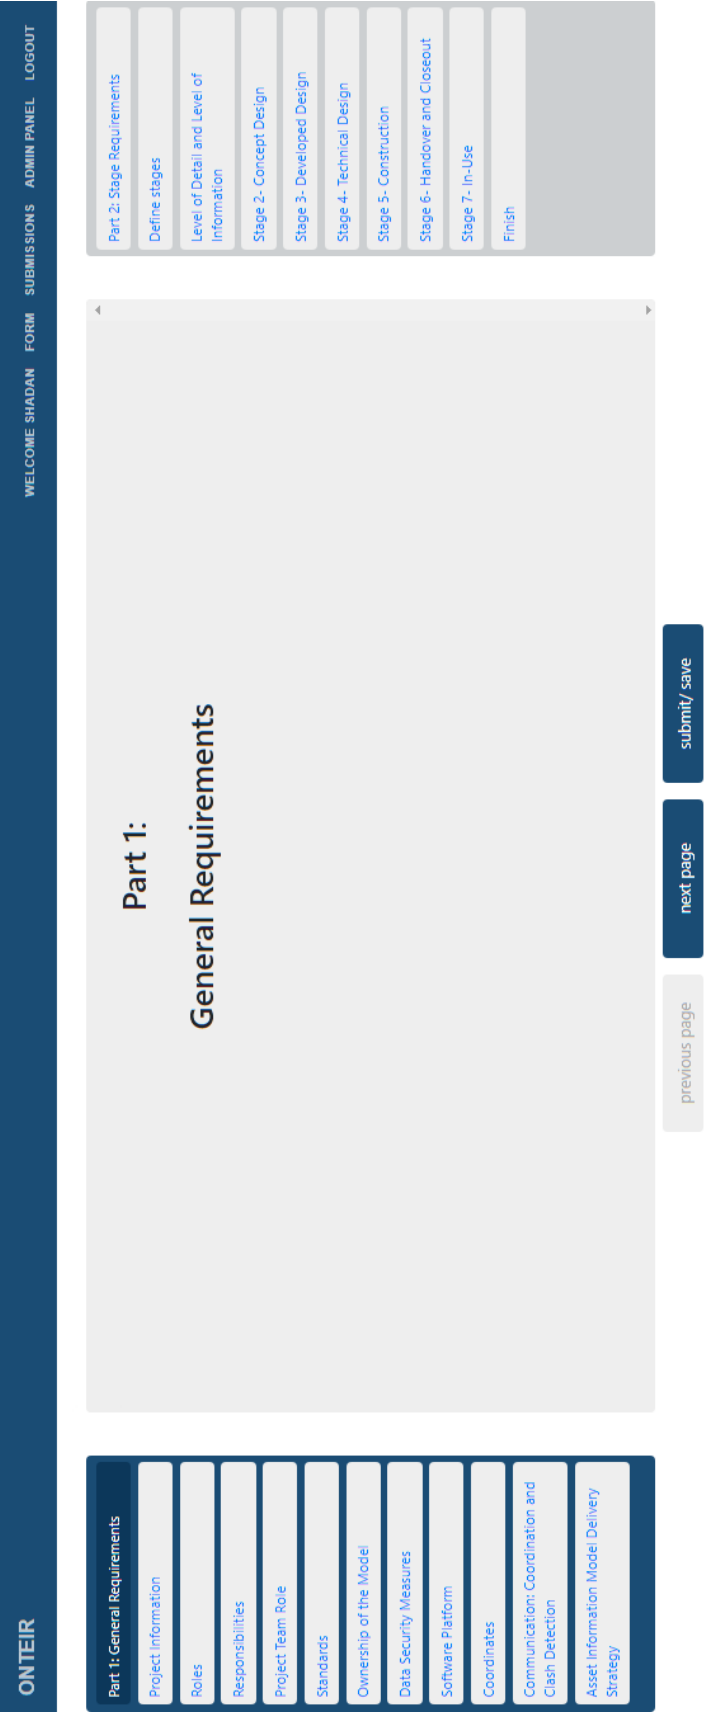 ONTEIR
WELCOME SHADAN FORM SUBMISSIONS ADMIN PANEL LOGOUT
Part 1: General Requirements
Project Information
Roles
Responsibilities
Project Team Role
Standards
Ownership of the Model
Data Security Measures
Software Platform
Coordinates
Communication: Coordination and
Clash Detection
Asset Information Model Delivery
Strategy
Part 1:
General Requirements
Part 2: Stage Requirements
Define stages
Level of Detail and Level of
Information
Stage 2- Concept Design
Stage 3- Developed Design
Stage 4- Technical Design
Stage 5- Construction
Stage 6- Handover and Closeout
Stage 7- In-Use
Finish
previous page
next page
submit/ save